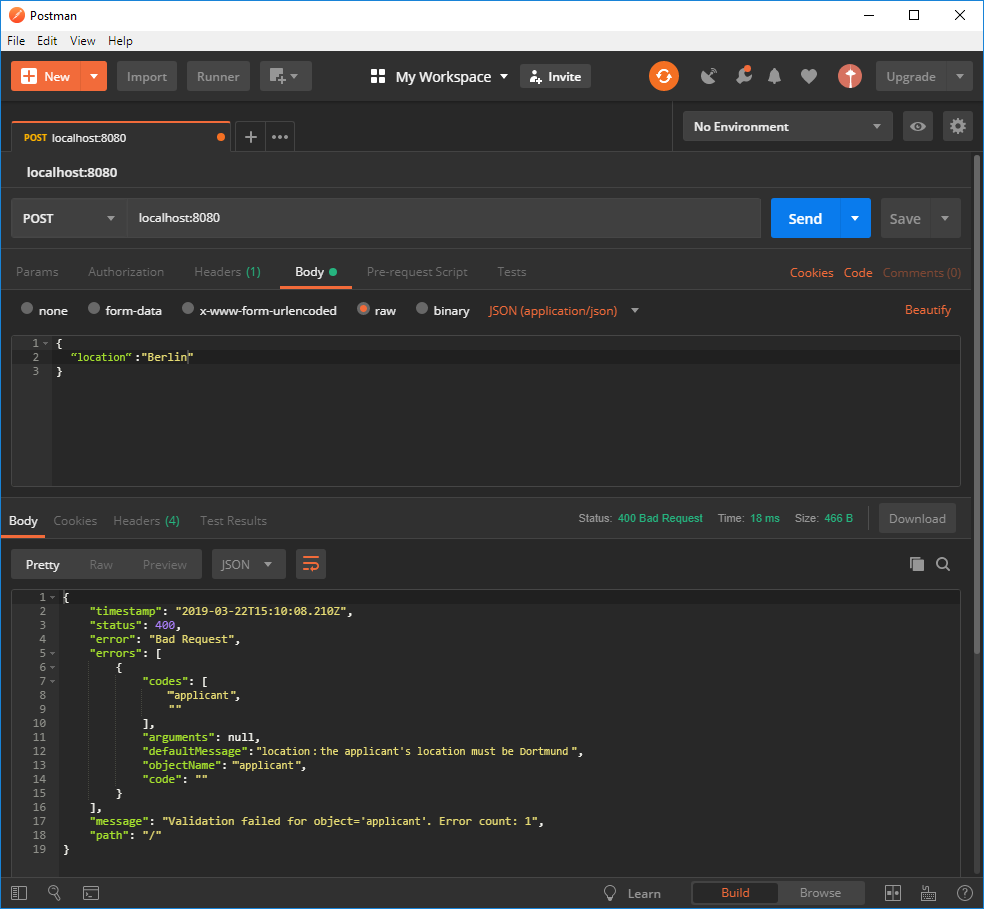 Postman
File Edit View Help
New Import Runner My Workspace Invite Upgrade
POST localhost:8080 No Environment
localhost:8080
POST localhost:8080 Send Save
Params Authorization Headers (1) Body Pre-request Script Tests Cookies Code Comments (0)
none form-data x-www-form-urlencoded raw binary JSON (application/json) Beautify
1 {
2 “location“ :"Berlin"
3 }
Body Cookies Headers (4) Test Results Status: 400 Bad Request Time: 18 ms Size: 466 B Download
Pretty Raw Preview JSON
1 {
2 "timestamp": "2019-03-22T15:10:08.210Z",
3 "status": 400,
4 "error": "Bad Request",
5 "errors": [
6 {
7 "codes": [
8 ""applicant",
9 ""
10 ],
11 "arguments": null,
12 "defaultMessage":"location : the applicant's location must be Dortmund ",
13 "objectName": "applicant",
14 "code": ""
15 }
16 ],
17 "message": "Validation failed for object='applicant'. Error count: 1",
18 "path": "/"
19 }
Learn Build Browse